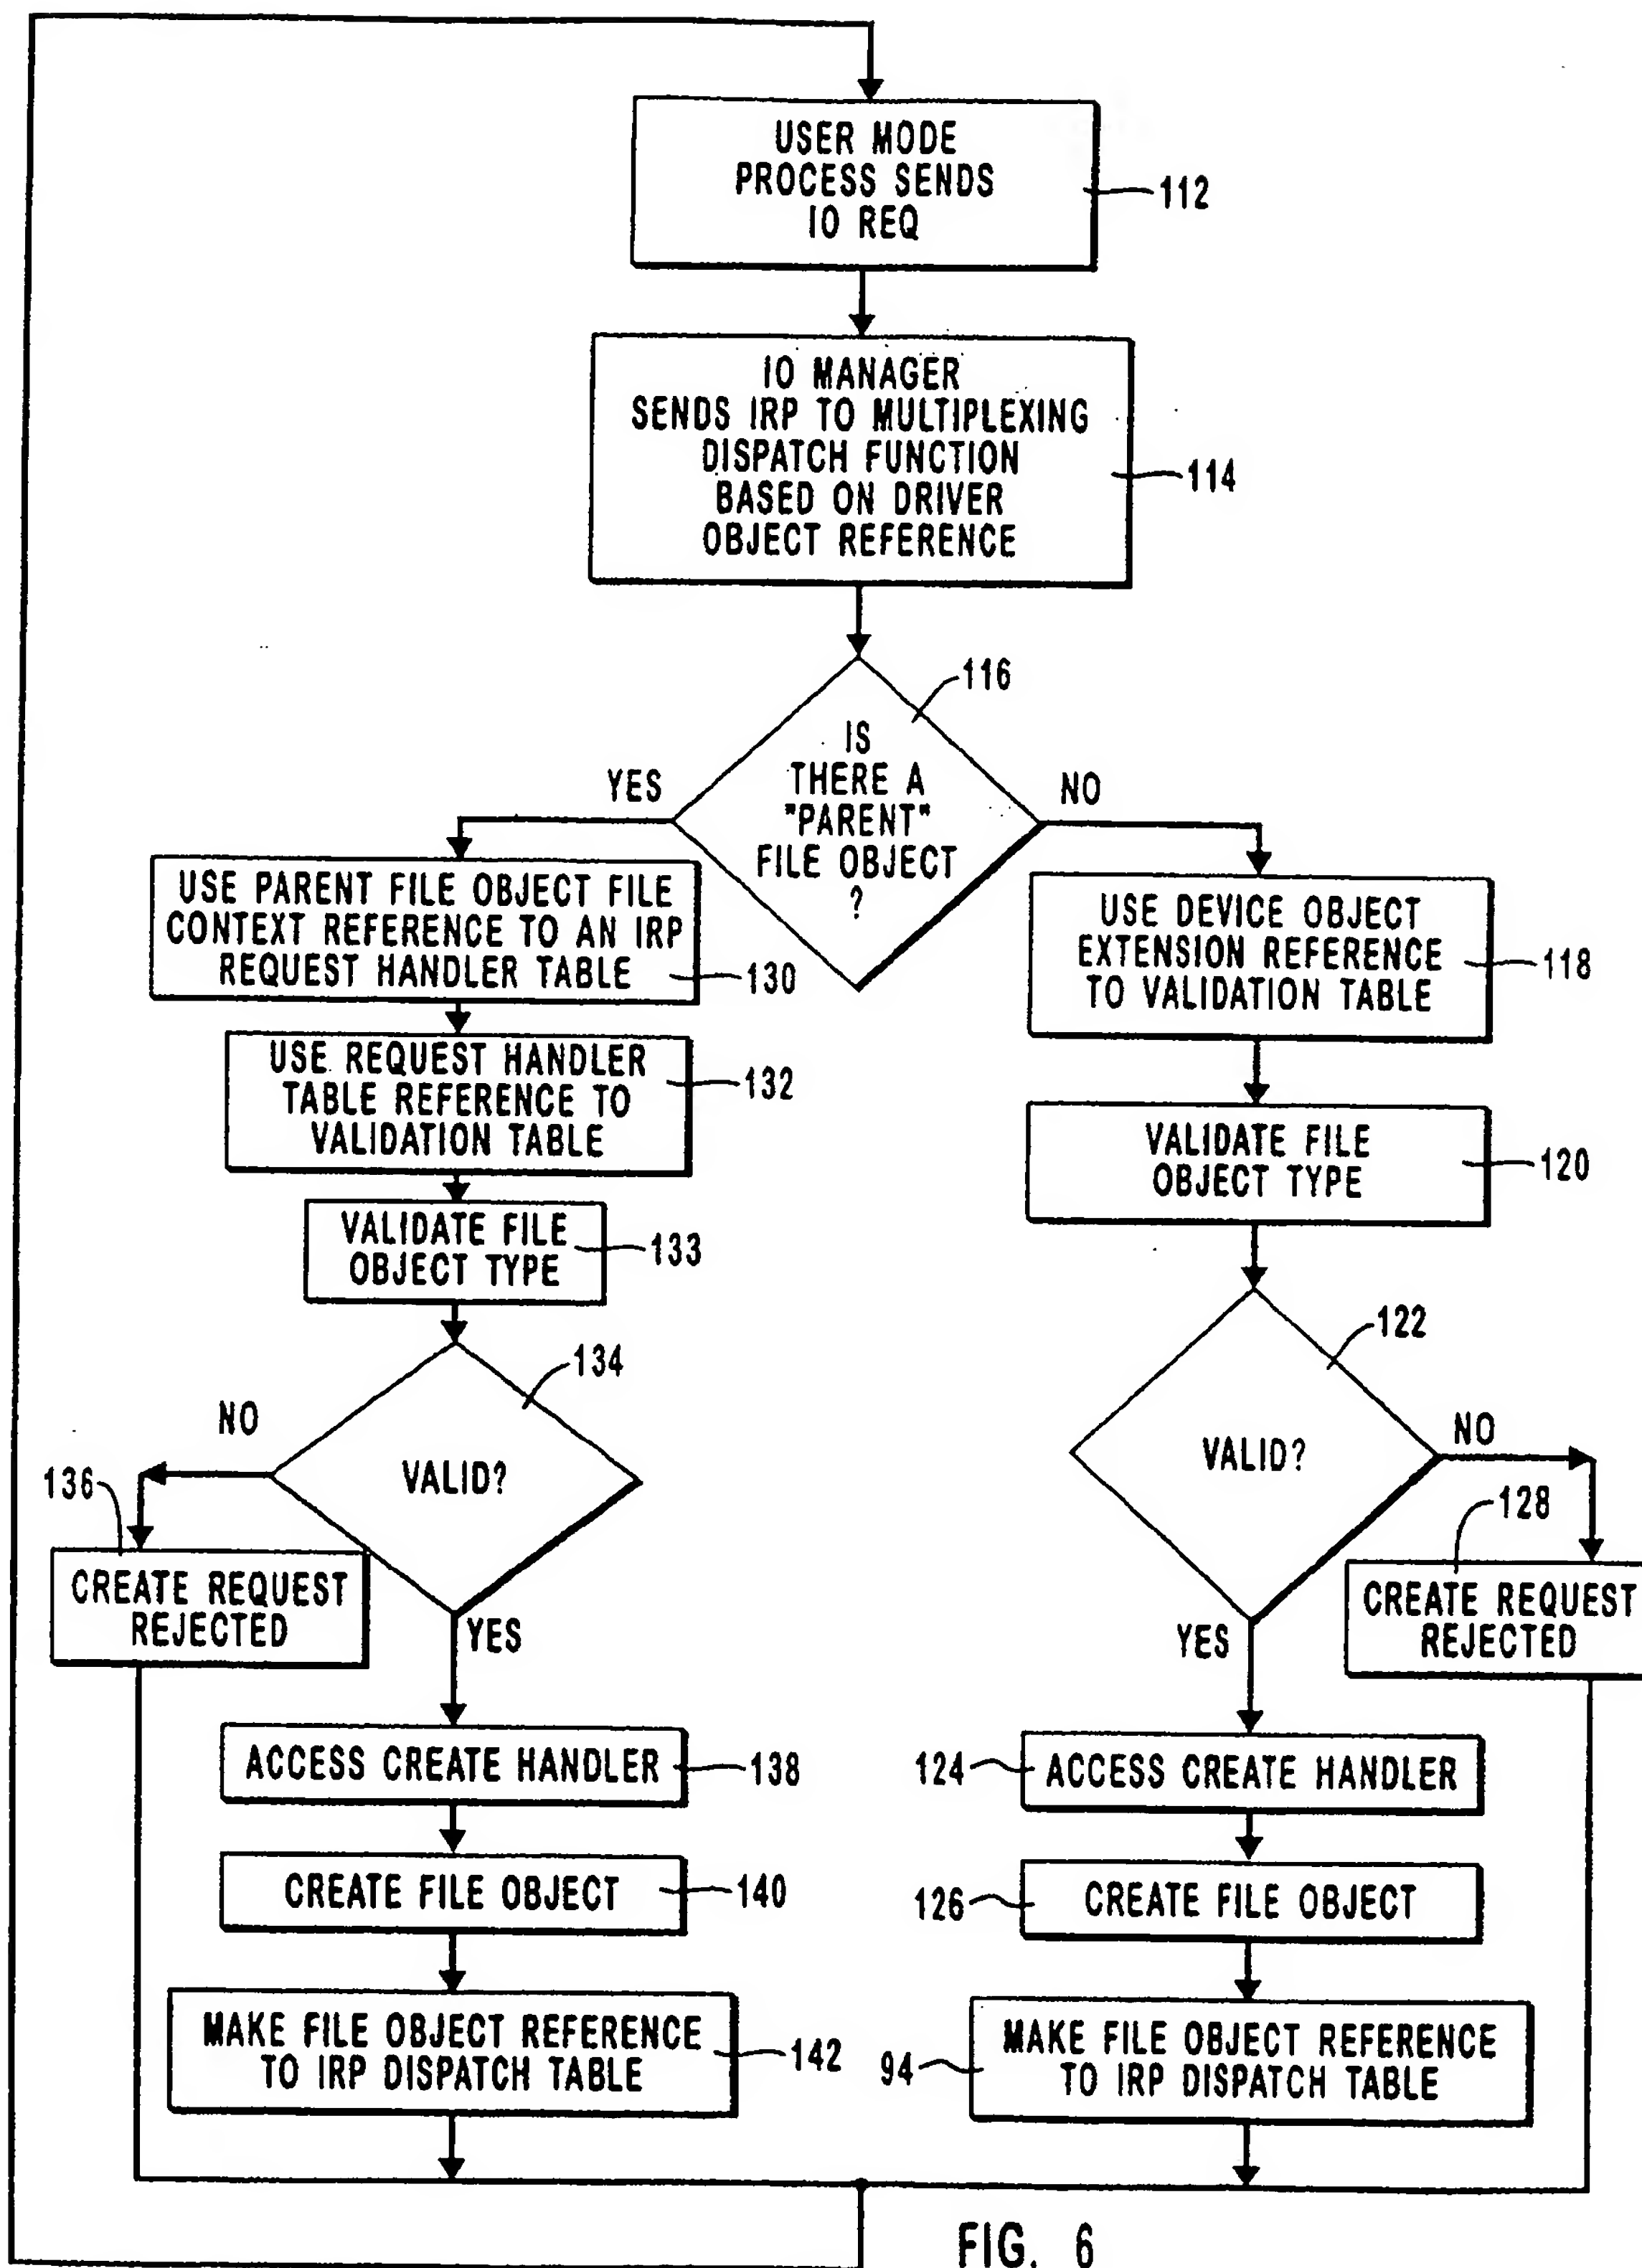 USER MODE
PROCESS SENDS
IO REQ
112
IO MANAGER
SENDS IRP TO MULTIPLEXING
DISPATCH FUNCTION
BASED ON DRIVER
OBJECT REFERENCE
114
116
IS
THERE A
"PARENT"
FILE OBJECT
?
YES
NO
USE PARENT FILE OBJECT FILE
CONTEXT REFERENCE TO AN IRP
REQUEST HANDLER TABLE
130
USE DEVICE OBJECT
EXTENSION REFERENCE
TO VALIDATION TABLE
118
USE REQUEST HANDLER
TABLE REFERENCE TO
VALIDATION TABLE
132
VALIDATE FILE
OBJECT TYPE
120
VALIDATE FILE
OBJECT TYPE
133
134
VALID?
NO
YES
122
VALID?
NO
YES
136
CREATE REQUEST
REJECTED
128
CREATE REQUEST
REJECTED
ACCESS CREATE HANDLER
138
124
ACCESS CREATE HANDLER
CREATE FILE OBJECT
140
126
CREATE FILE OBJECT
MAKE FILE OBJECT REFERENCE
TO IRP DISPATCH TABLE
142
94
MAKE FILE OBJECT REFERENCE
TO IRP DISPATCH TABLE
FIG. 6